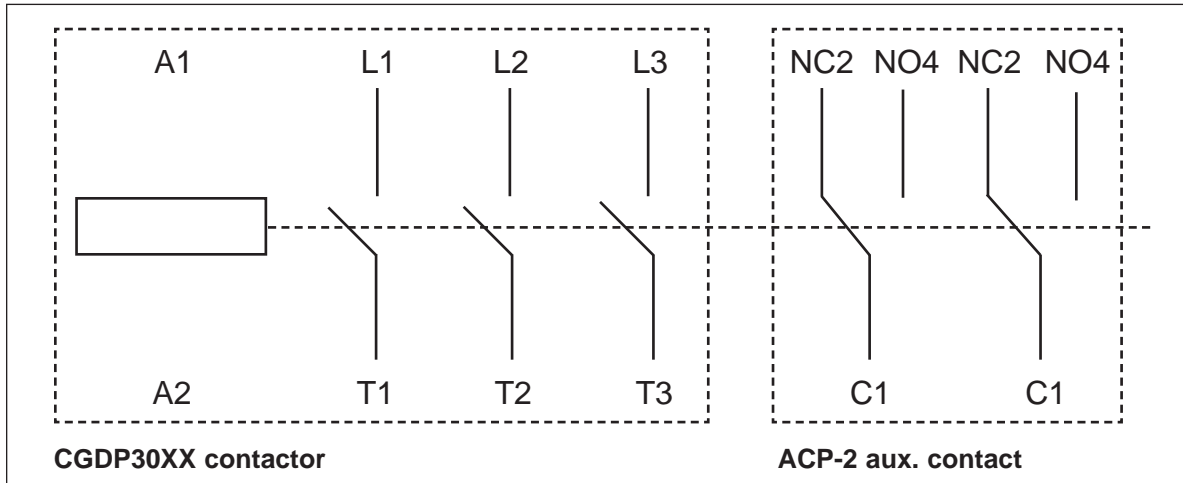 A1 L1 L2 L3 NC2 NO4 NC2 NO4
A2 T1 T2 T3 C1 C1
CGDP30XX contactor ACP-2 aux. contact